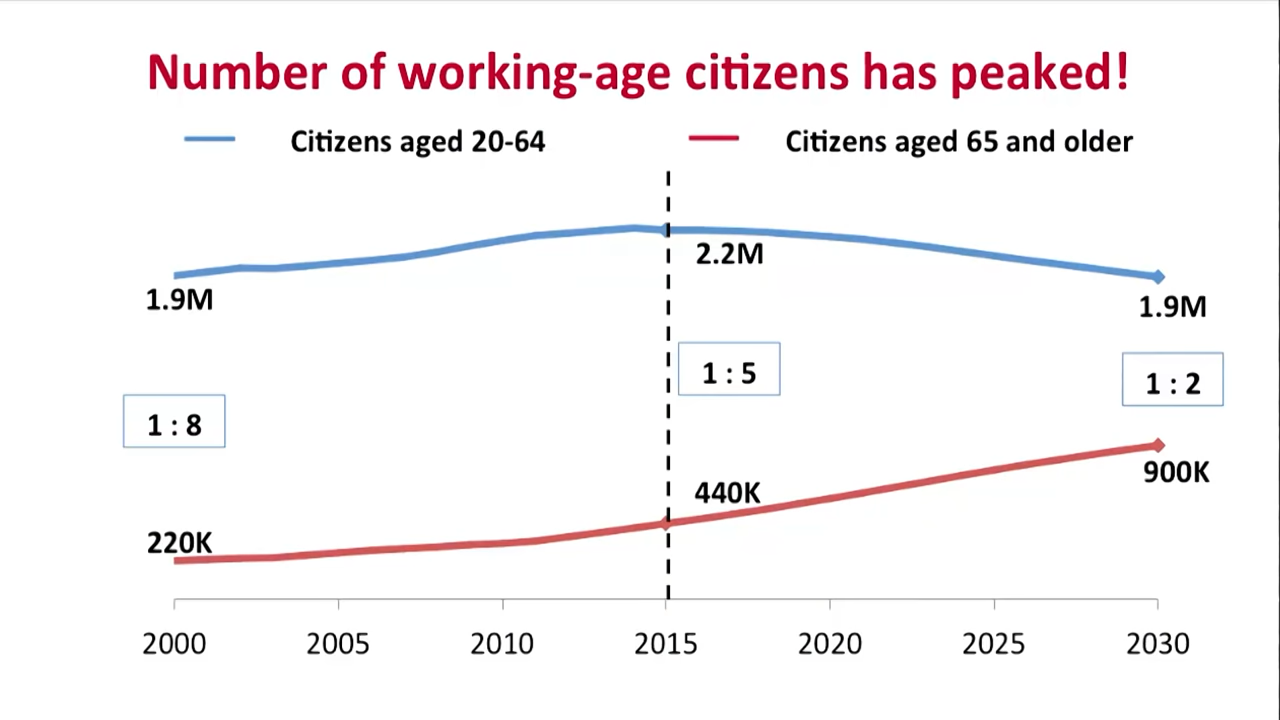 Number of working-age citizens has peaked!
Citizens aged 20-64
Citizens aged 65 and older
2.2M
1.9M
1.9M
1 : 5
1 : 2
1 : 8
900K
440K
220K
2000 2005 2010 2015 2020 2025 2030